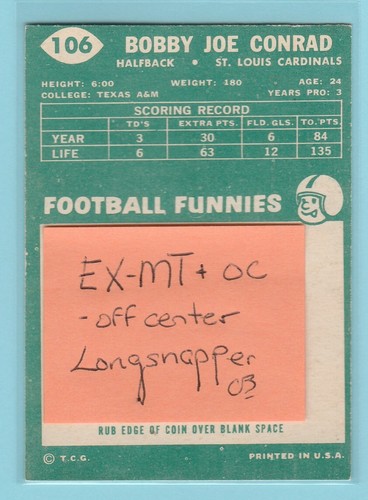 106 BOBBY JOE CONRAD
HALFBACK • ST. LOUIS CARDINALS
HEIGHT: 6:00 WEIGHT: 180 AGE: 24
COLLEGE: TEXAS A&M YEARS PRO: 3
SCORING RECORD
TD'S EXTRA PTS. FLD. GLS. TO. PTS.
YEAR 3 30 6 84
LIFE 6 63 12 135
FOOTBALL FUNNIES
EX-MT+ OC
- off center
Longsnapper
CB
RUB EDGE OF COIN OVER BLANK SPACE
© T.C.G. PRINTED IN U.S.A.